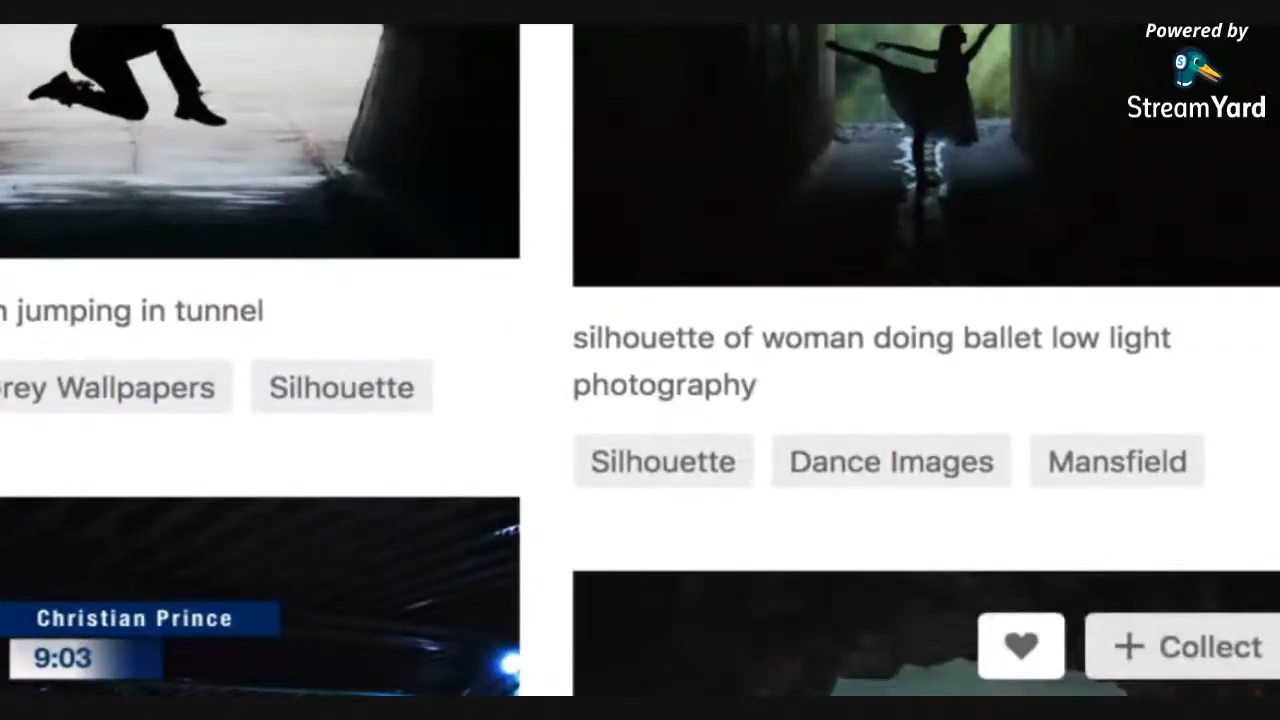 Powered by
StreamYard
jumping in tunnel
Wallpapers
Silhouette
silhouette of woman doing ballet low light
photography
Silhouette
Dance Images
Mansfield
Christian Prince
9:03
Collect